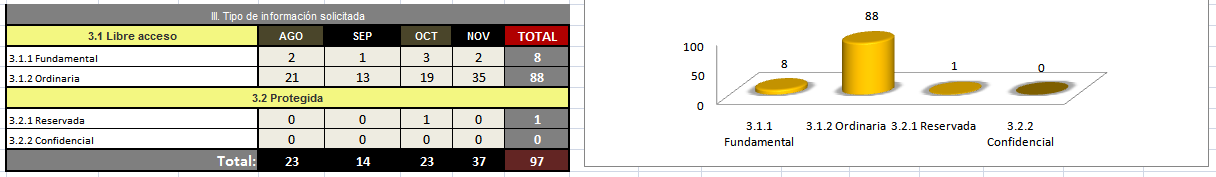 III. Tipo de información solicitada
3.1 Libre acceso AGO SEP OCT NOV TOTAL
3.1.1 Fundamental 2 1 3 2 8
3.1.2 Ordinaria 21 13 19 35 88
3.2 Protegida
3.2.1 Reservada 0 0 1 0 1
3.2.2 Confidencial 0 0 0 0 0
Total: 23 14 23 37 97
88
100
8 1 0
50
0
3.1.1 3.1.2 Ordinaria 3.2.1 Reservada 3.2.2
Fundamental Confidencial